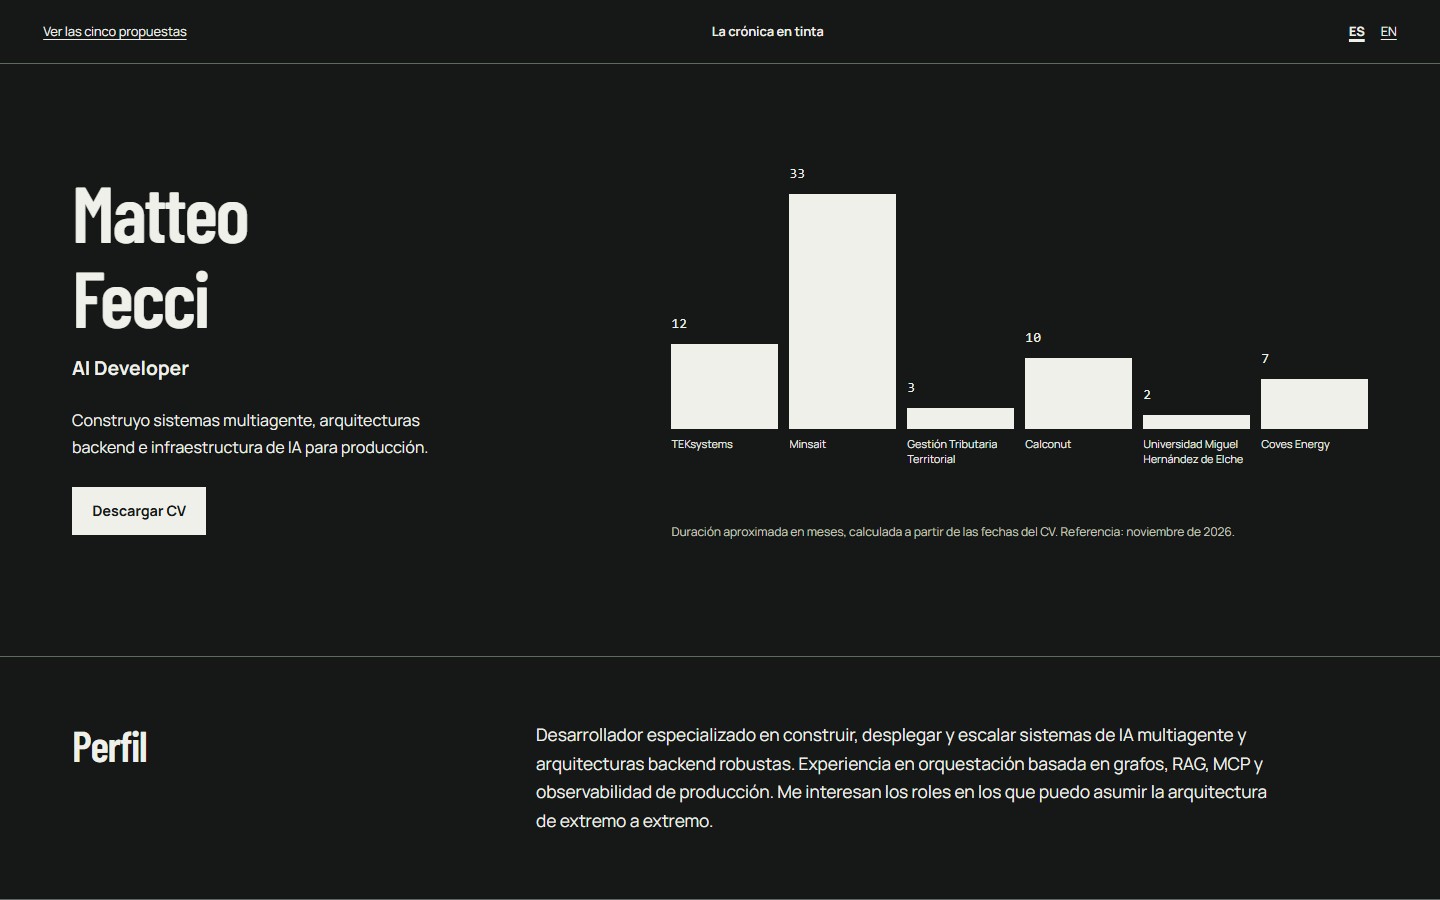 Ver las cinco propuestas
La crónica en tinta
ES EN
Matteo
Fecci
AI Developer
Construyo sistemas multiagente, arquitecturas
backend e infraestructura de IA para producción.
Descargar CV
12
33
3
10
2
7
TEKsystems
Minsait
Gestión Tributaria
Territorial
Calconut
Universidad Miguel
Hernández de Elche
Coves Energy
Duración aproximada en meses, calculada a partir de las fechas del CV. Referencia: noviembre de 2026.
Perfil
Desarrollador especializado en construir, desplegar y escalar sistemas de IA multiagente y
arquitecturas backend robustas. Experiencia en orquestación basada en grafos, RAG, MCP y
observabilidad de producción. Me interesan los roles en los que puedo asumir la arquitectura
de extremo a extremo.